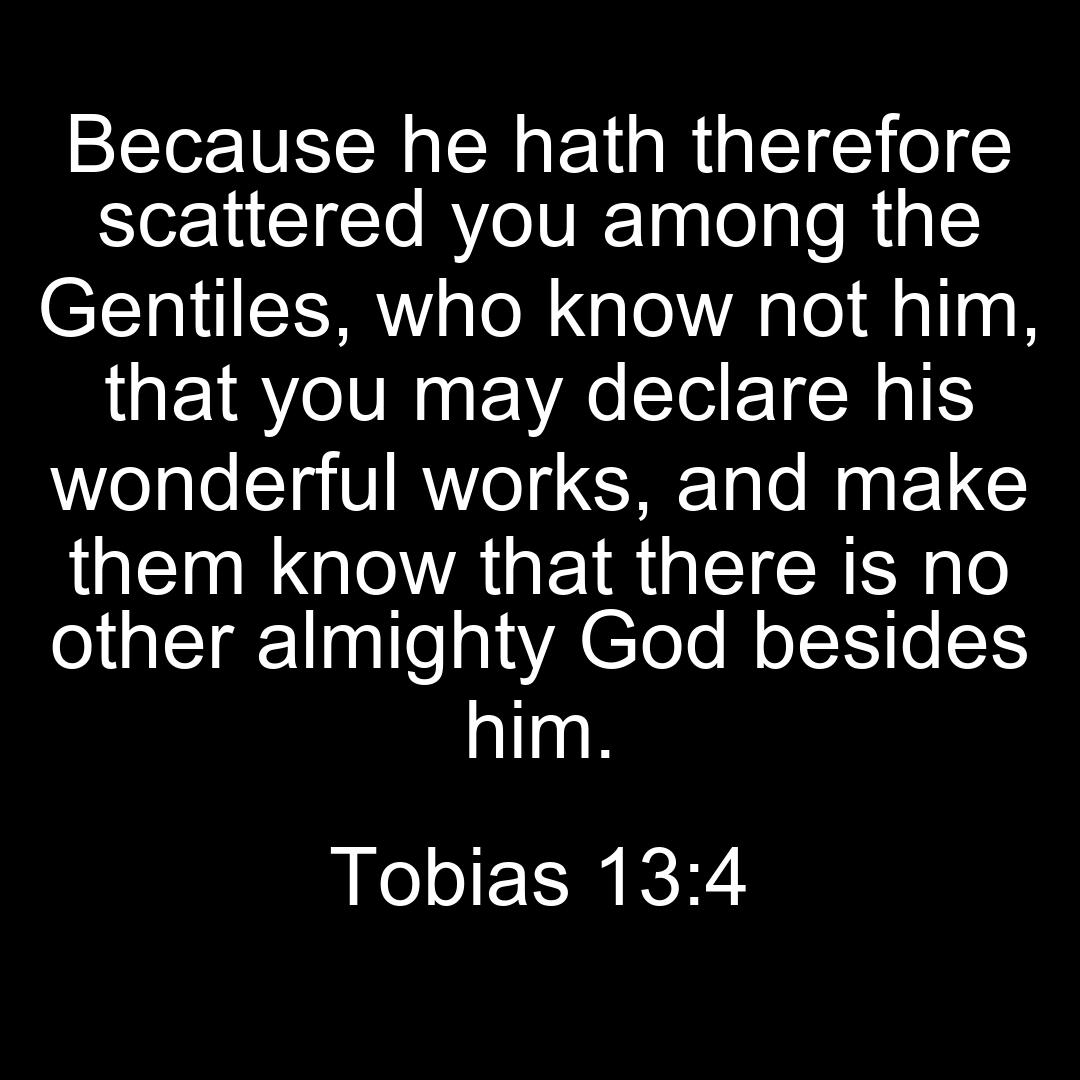 Because he hath therefore
scattered you among the
Gentiles, who know not him,
that you may declare his
wonderful works, and make
them know that there is no
other almighty God besides
him.
Tobias 13:4